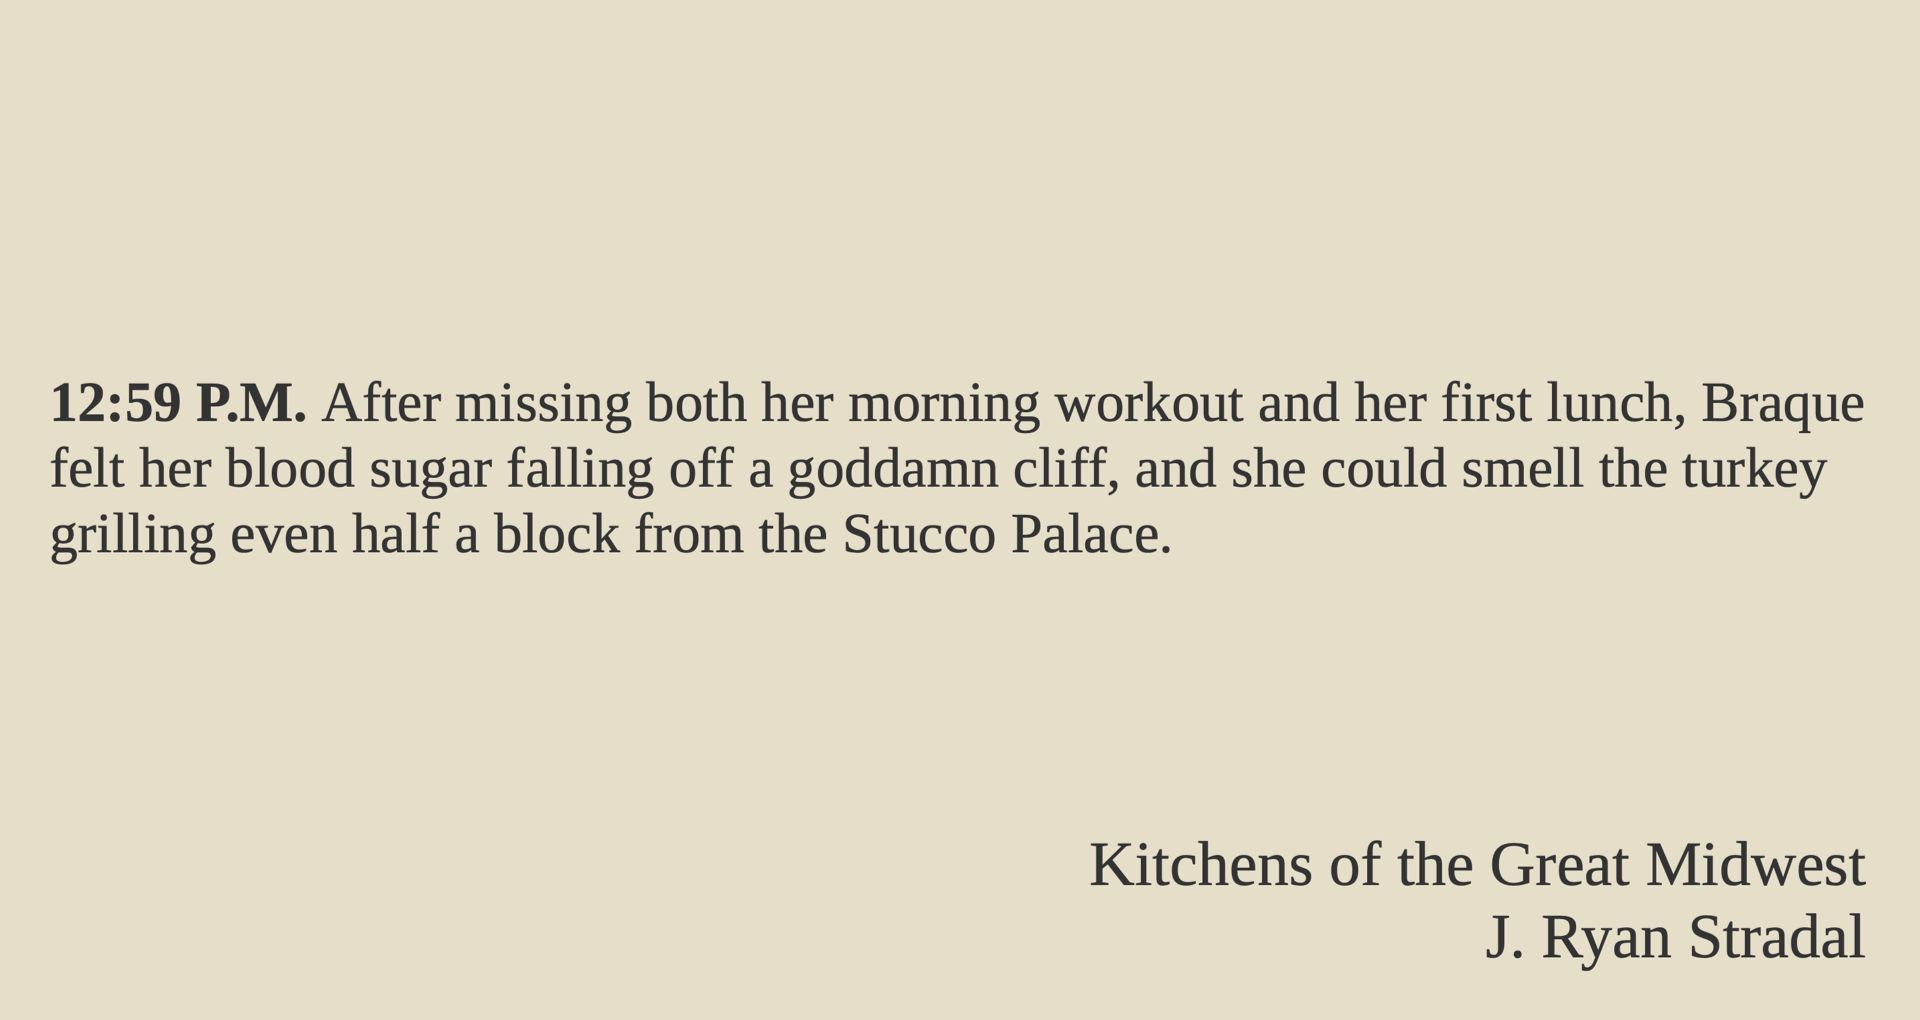 12:59 P.M. After missing both her morning workout and her first lunch, Braque
felt her blood sugar falling off a goddamn cliff, and she could smell the turkey
grilling even half a block from the Stucco Palace.
Kitchens of the Great Midwest
J. Ryan Stradal